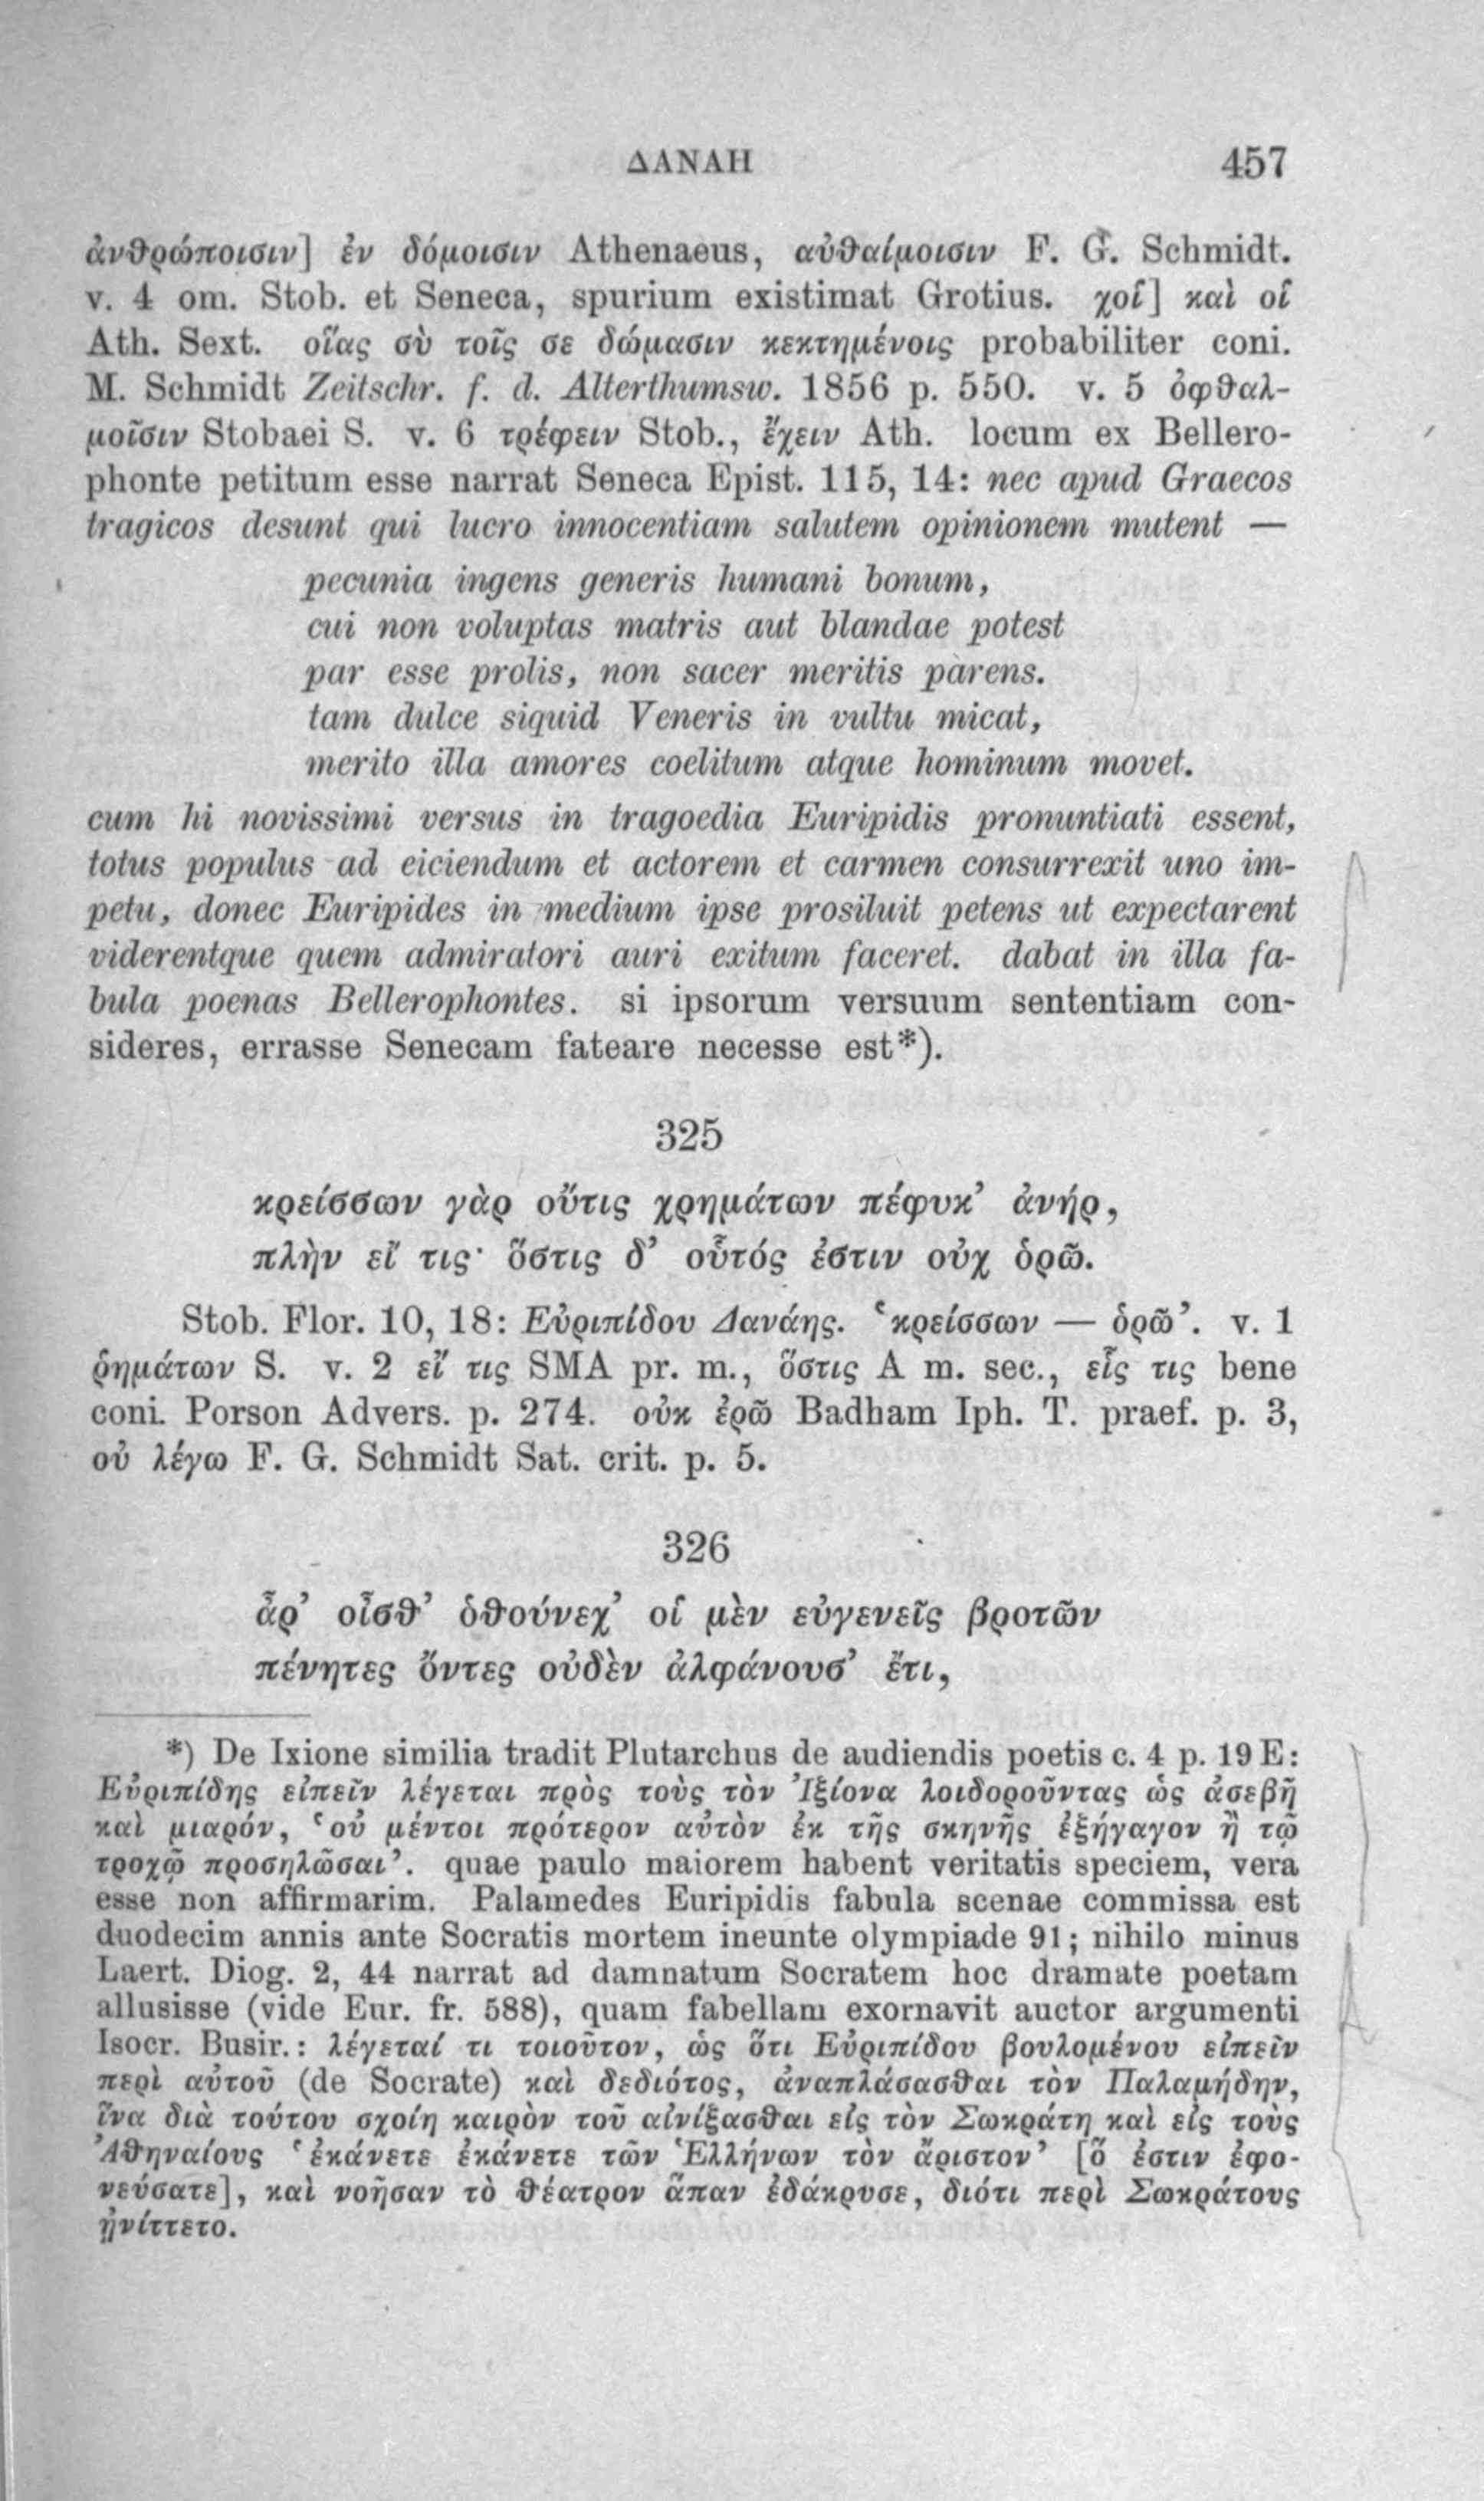 ΔΑΝΑΗ 457
ἀνθρώποισιν] ἐν δόμοισιν Athenaeus, αὐθαίμοισιν F. G. Schmidt.
v. 4 om. Stob. et Seneca, spurium existimat Grotius. χοἱ] καὶ οἱ
Ath. Sext. οἵας σὺ τοῖς σε δώμασιν κεκτημένοις probabiliter coni.
M. Schmidt Zeitschr. f. d. Alterthumsw. 1856 p. 550. v. 5 ὀφθαλ-
μοῖσιν Stobaei S. v. 6 τρέφειν Stob., ἔχειν Ath. locum ex Bellero-
phonte petitum esse narrat Seneca Epist. 115, 14: nec apud Graecos
tragicos desunt qui lucro innocentiam salutem opinionem mutent —
pecunia ingens generis humani bonum,
cui non voluptas matris aut blandae potest
par esse prolis, non sacer meritis parens.
tam dulce siquid Veneris in vultu micat,
merito illa amores coelitum atque hominum movet.
cum hi novissimi versus in tragoedia Euripidis pronuntiati essent,
totus populus ad eiciendum et actorem et carmen consurrexit uno im-
petu, donec Euripides in medium ipse prosiluit petens ut expectarent
viderentque quem admiratori auri exitum faceret. dabat in illa fa-
bula poenas Bellerophontes. si ipsorum versuum sententiam con-
sideres, errasse Senecam fateare necesse est*).
325
κρείσσων γὰρ οὔτις χρημάτων πέφυκ’ ἀνήρ,
πλὴν εἴ τις· ὅστις δ’ οὗτός ἐστιν οὐχ ὁρῶ.
Stob. Flor. 10, 18: Εὐριπίδου Δανάης. ‘κρείσσων — ὁρῶ’. v. 1
ῥημάτων S. v. 2 εἴ τις SMA pr. m., ὅστις A m. sec., εἷς τις bene
coni. Porson Advers. p. 274. οὐκ ἐρῶ Badham Iph. T. praef. p. 3,
οὐ λέγω F. G. Schmidt Sat. crit. p. 5.
326
ἆρ’ οἶσθ’ ὁθούνεχ’ οἱ μὲν εὐγενεῖς βροτῶν
πένητες ὄντες οὐδὲν ἀλφάνουσ’ ἔτι,
*) De Ixione similia tradit Plutarchus de audiendis poetis c. 4 p. 19 E:
Εὐριπίδης εἰπεῖν λέγεται πρὸς τοὺς τὸν Ἰξίονα λοιδοροῦντας ὡς ἀσεβῆ
καὶ μιαρόν, ‘οὐ μέντοι πρότερον αὐτὸν ἐκ τῆς σκηνῆς ἐξήγαγον ἢ τῷ
τροχῷ προσηλῶσαι’. quae paulo maiorem habent veritatis speciem, vera
esse non affirmarim. Palamedes Euripidis fabula scenae commissa est
duodecim annis ante Socratis mortem ineunte olympiade 91; nihilo minus
Laert. Diog. 2, 44 narrat ad damnatum Socratem hoc dramate poetam
allusisse (vide Eur. fr. 588), quam fabellam exornavit auctor argumenti
Isocr. Busir.: λέγεταί τι τοιοῦτον, ὡς ὅτι Εὐριπίδου βουλομένου εἰπεῖν
περὶ αὐτοῦ (de Socrate) καὶ δεδιότος, ἀναπλάσασθαι τὸν Παλαμήδην,
ἵνα διὰ τούτου σχοίη καιρὸν τοῦ αἰνίξασθαι εἰς τὸν Σωκράτη καὶ εἰς τοὺς
Ἀθηναίους ‘ἐκάνετε ἐκάνετε τῶν Ἑλλήνων τὸν ἄριστον’ [ὅ ἐστιν ἐφο-
νεύσατε], καὶ νοῆσαν τὸ θέατρον ἅπαν ἐδάκρυσε, διότι περὶ Σωκράτους
ᾐνίττετο.